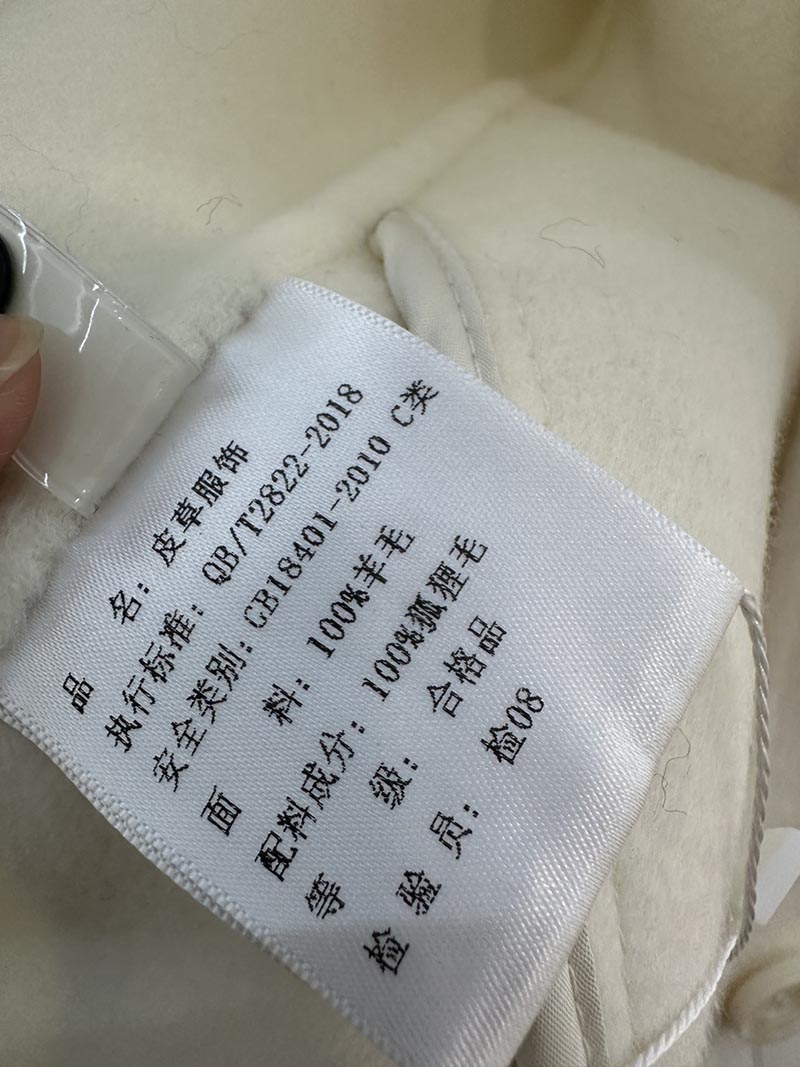 品 名：皮草服饰
执行标准：QB/T2822-2018
安全类别：GB18401-2010 C类
面 料：100%羊毛
配料成分：100%狐狸毛
等 级：合格品
检 验 员：检08